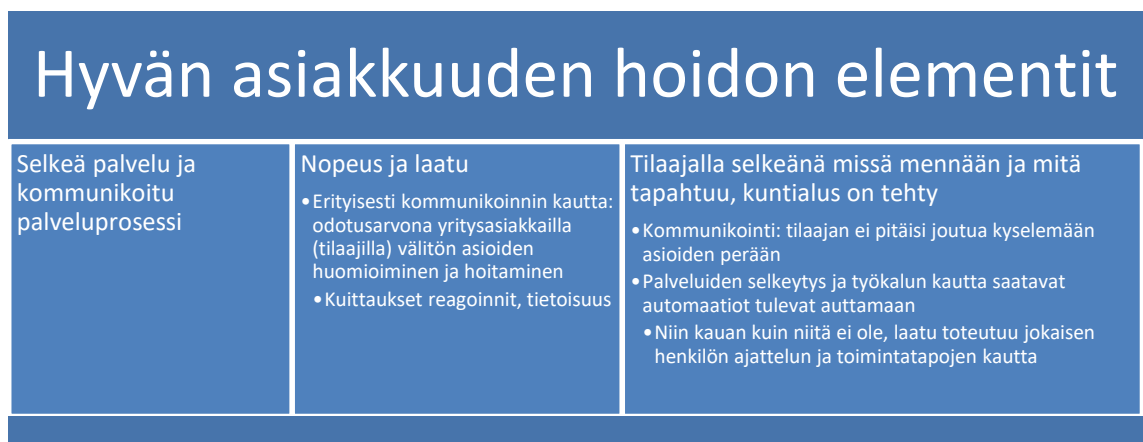 Hyvän asiakkuuden hoidon elementit
Selkeä palvelu ja
kommunikoitu
palveluprosessi
Nopeus ja laatu
•Erityisesti kommunikoinnin kautta:
odotusarvona yritysasiakkailla
(tilaajilla) välitön asioiden
huomioiminen ja hoitaminen
•Kuittaukset reagoinnit, tietoisuus
Tilaajalla selkeänä missä mennään ja mitä
tapahtuu, kuntialus on tehty
•Kommunikointi: tilaajan ei pitäisi joutua kyselemään
asioiden perään
•Palveluiden selkeytys ja työkalun kautta saatavat
automaatiot tulevat auttamaan
•Niin kauan kuin niitä ei ole, laatu toteutuu jokaisen
henkilön ajattelun ja toimintatapojen kautta